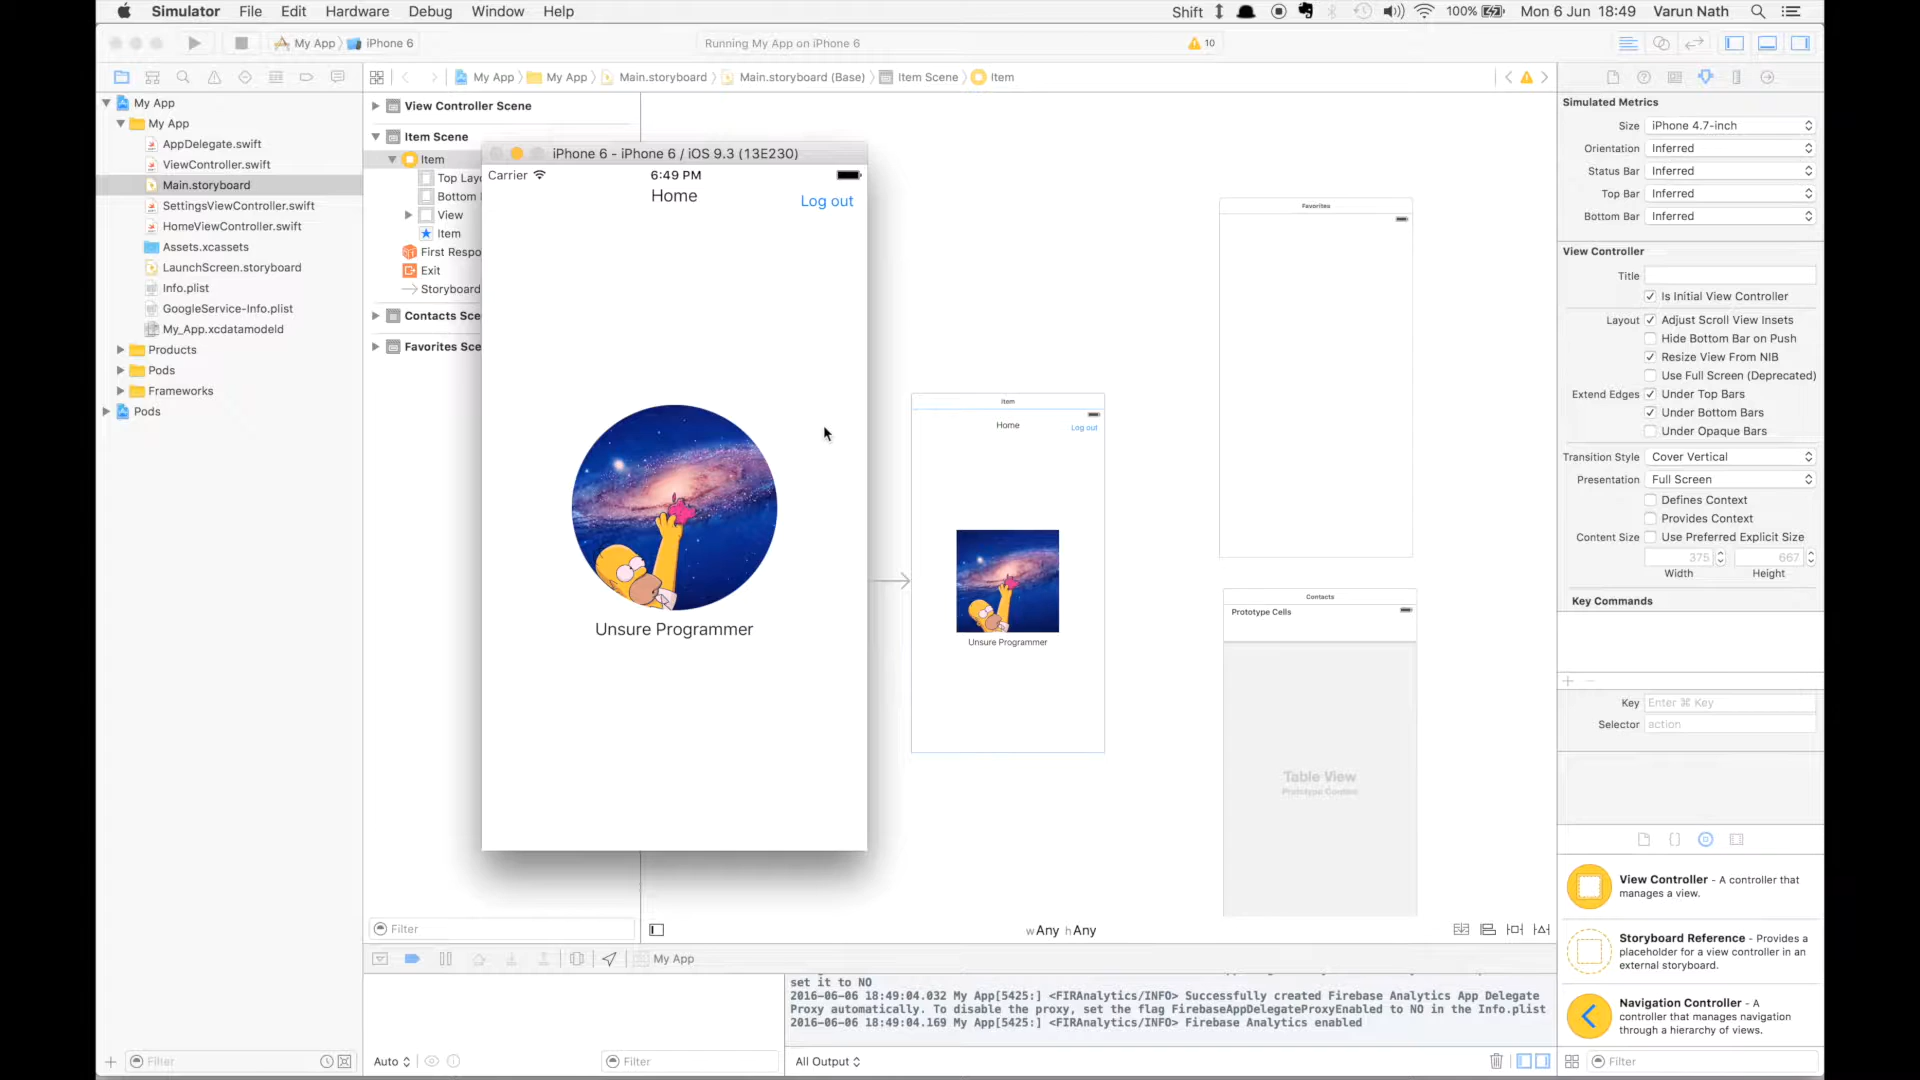 Simulator File Edit Hardware Debug Window Help
Shift 100% Mon 6 Jun 18:49 Varun Nath
My App iPhone 6
Running My App on iPhone 6
10
My App My App Main.storyboard Main.storyboard (Base) Item Scene Item
My App
My App
AppDelegate.swift
ViewController.swift
Main.storyboard
SettingsViewController.swift
HomeViewController.swift
Assets.xcassets
LaunchScreen.storyboard
Info.plist
GoogleService-Info.plist
My_App.xcdatamodeld
Products
Pods
Frameworks
Pods
Filter
View Controller Scene
Item Scene
Item
Top Layo
Bottom
View
Item
First Respo
Exit
Storyboard
Contacts Sce
Favorites Sce
Filter
iPhone 6 - iPhone 6 / iOS 9.3 (13E230)
Carrier 6:49 PM
Home
Log out
Unsure Programmer
Item
Home
Log out
Unsure Programmer
Favorites
Contacts
Prototype Cells
Table View
Prototype Content
w Any h Any
My App
Auto
Filter
set it to NO
2016-06-06 18:49:04.032 My App[5425:] <FIRAnalytics/INFO> Successfully created Firebase Analytics App Delegate
Proxy automatically. To disable the proxy, set the flag FirebaseAppDelegateProxyEnabled to NO in the Info.plist
2016-06-06 18:49:04.169 My App[5425:] <FIRAnalytics/INFO> Firebase Analytics enabled
All Output
Simulated Metrics
Size iPhone 4.7-inch
Orientation Inferred
Status Bar Inferred
Top Bar Inferred
Bottom Bar Inferred
View Controller
Title
Is Initial View Controller
Layout Adjust Scroll View Insets
Hide Bottom Bar on Push
Resize View From NIB
Use Full Screen (Deprecated)
Extend Edges Under Top Bars
Under Bottom Bars
Under Opaque Bars
Transition Style Cover Vertical
Presentation Full Screen
Defines Context
Provides Context
Content Size Use Preferred Explicit Size
375 667
Width Height
Key Commands
Key Enter ⌘ Key
Selector action
View Controller - A controller that
manages a view.
Storyboard Reference - Provides a
placeholder for a view controller in an
external storyboard.
Navigation Controller - A
controller that manages navigation
through a hierarchy of views.
Filter